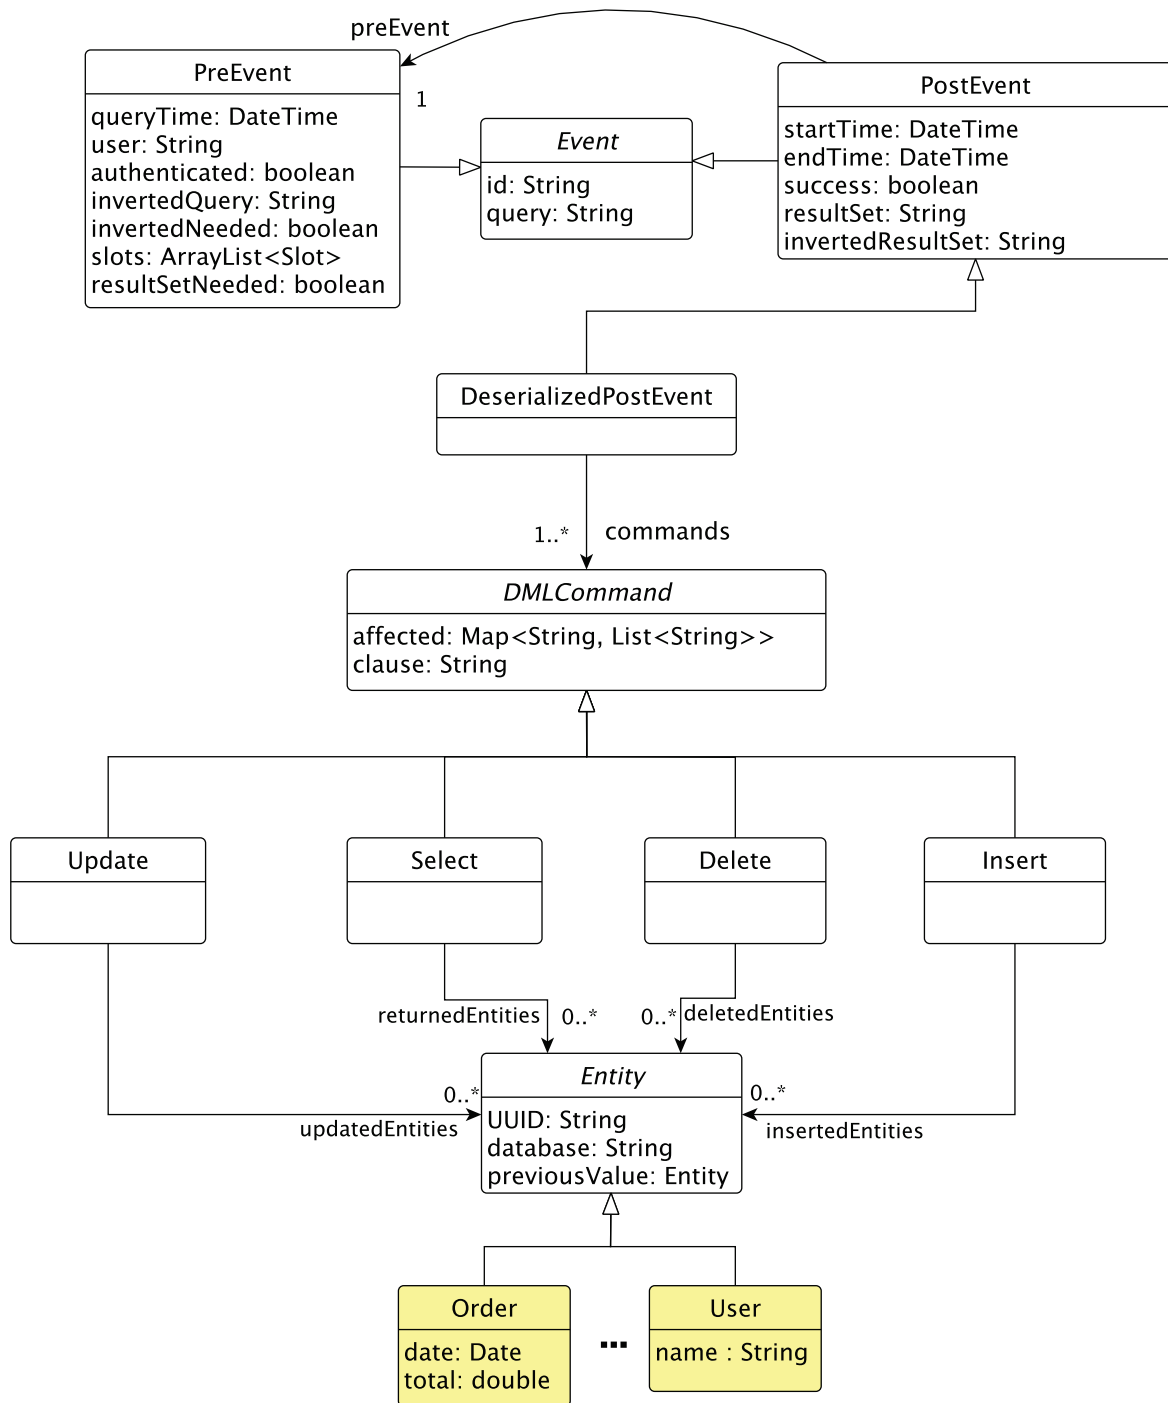 preEvent
PreEvent
queryTime: DateTime
user: String
authenticated: boolean
invertedQuery: String
invertedNeeded: boolean
slots: ArrayList<Slot>
resultSetNeeded: boolean
1
Event
id: String
query: String
PostEvent
startTime: DateTime
endTime: DateTime
success: boolean
resultSet: String
invertedResultSet: String
DeserializedPostEvent
1..* commands
DMLCommand
affected: Map<String, List<String>>
clause: String
Update
Select
Delete
Insert
returnedEntities 0..*
0..* deletedEntities
0..*
updatedEntities
0..*
insertedEntities
Entity
UUID: String
database: String
previousValue: Entity
Order
date: Date
total: double
...
User
name : String